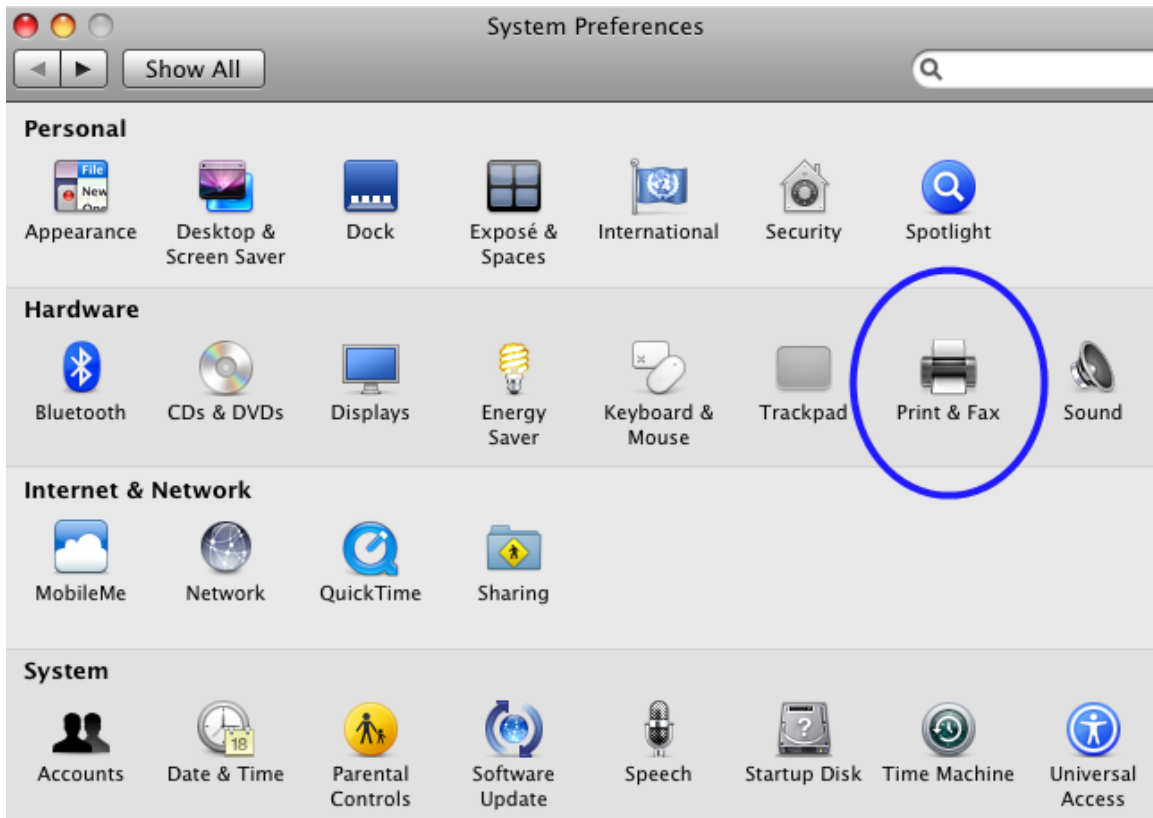 System Preferences
Show All
Personal
File
New
One
Appearance
Desktop &
Screen Saver
Dock
Exposé &
Spaces
International
Security
Spotlight
Hardware
Bluetooth
CDs & DVDs
Displays
Energy
Saver
Keyboard &
Mouse
Trackpad
Print & Fax
Sound
Internet & Network
MobileMe
Network
QuickTime
Sharing
System
18
?
Accounts
Date & Time
Parental
Controls
Software
Update
Speech
Startup Disk
Time Machine
Universal
Access